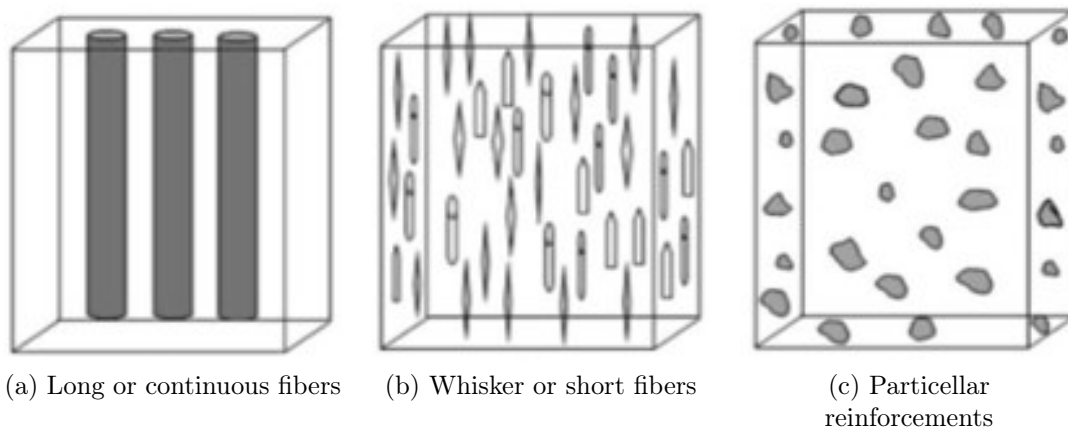 (a) Long or continuous fibers
(b) Whisker or short fibers
(c) Particellar
reinforcements